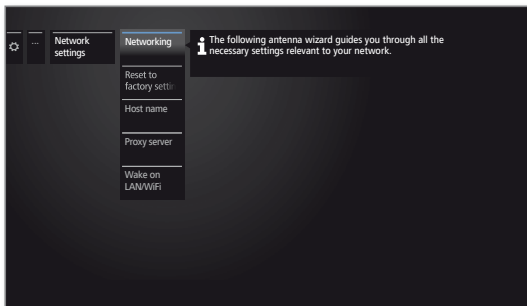 ...
Network
settings
Networking
The following antenna wizard guides you through all the
necessary settings relevant to your network.
Reset to
factory
Host name
Proxy server
Wake on
LAN/WiFi